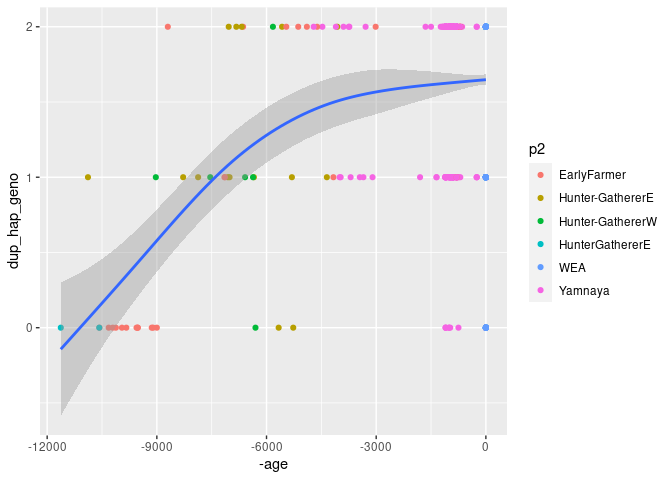 2
1
0
dup_hap_geno
-12000
-9000
-6000
-3000
0
-age
p2
EarlyFarmer
Hunter-GathererE
Hunter-GathererW
HunterGathererE
WEA
Yamnaya